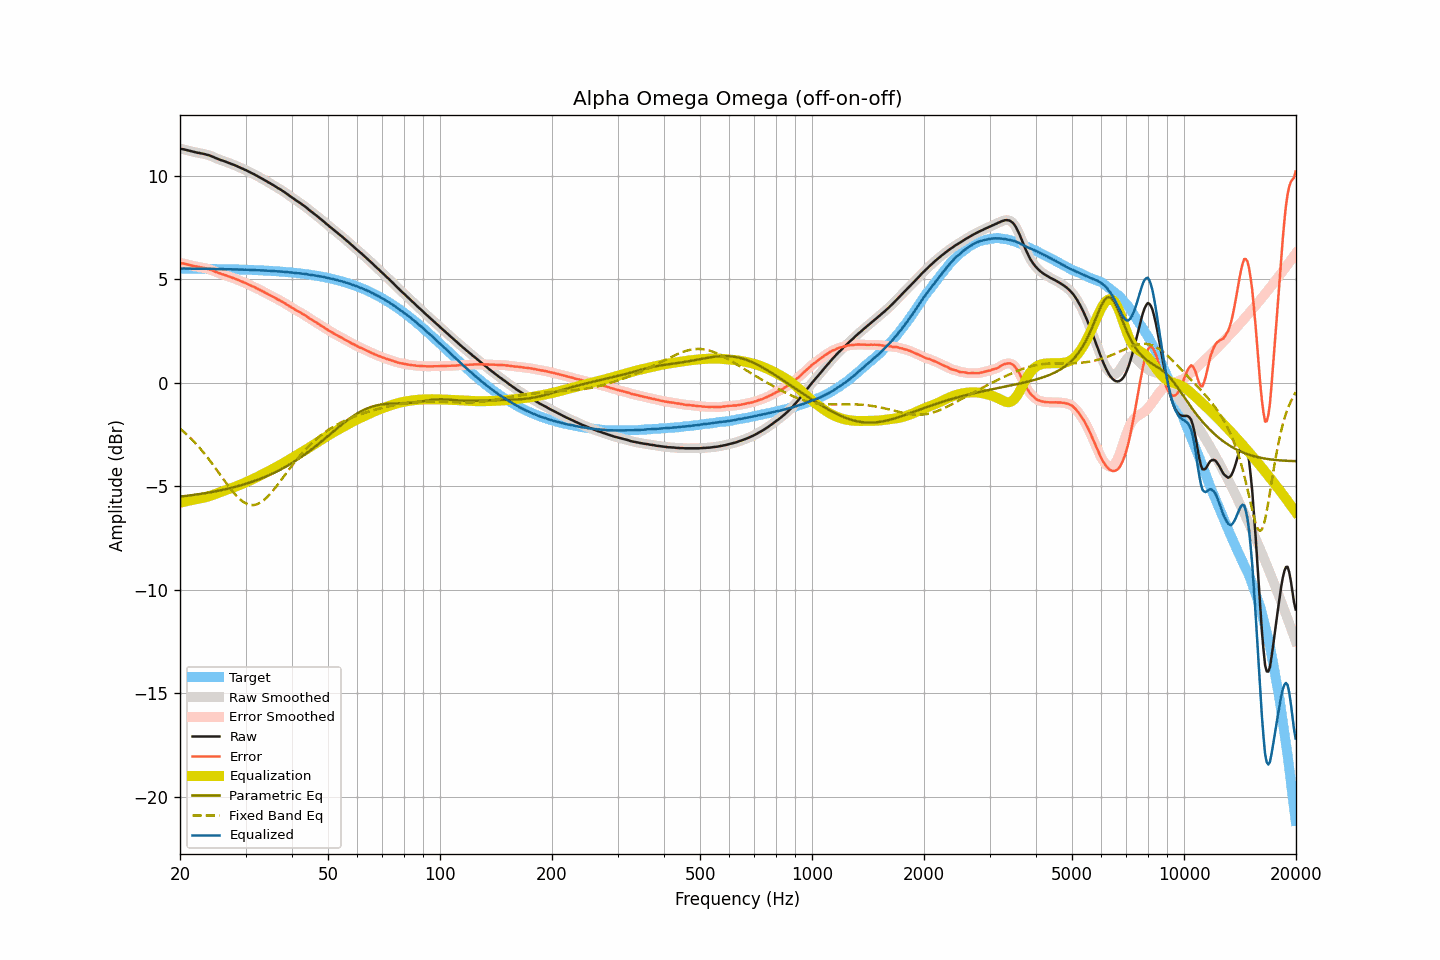 Alpha Omega Omega (off-on-off)
Amplitude (dBr)
10
5
0
−5
−10
−15
−20
Target
Raw Smoothed
Error Smoothed
Raw
Error
Equalization
Parametric Eq
Fixed Band Eq
Equalized
20 50 100 200 500 1000 2000 5000 10000 20000
Frequency (Hz)